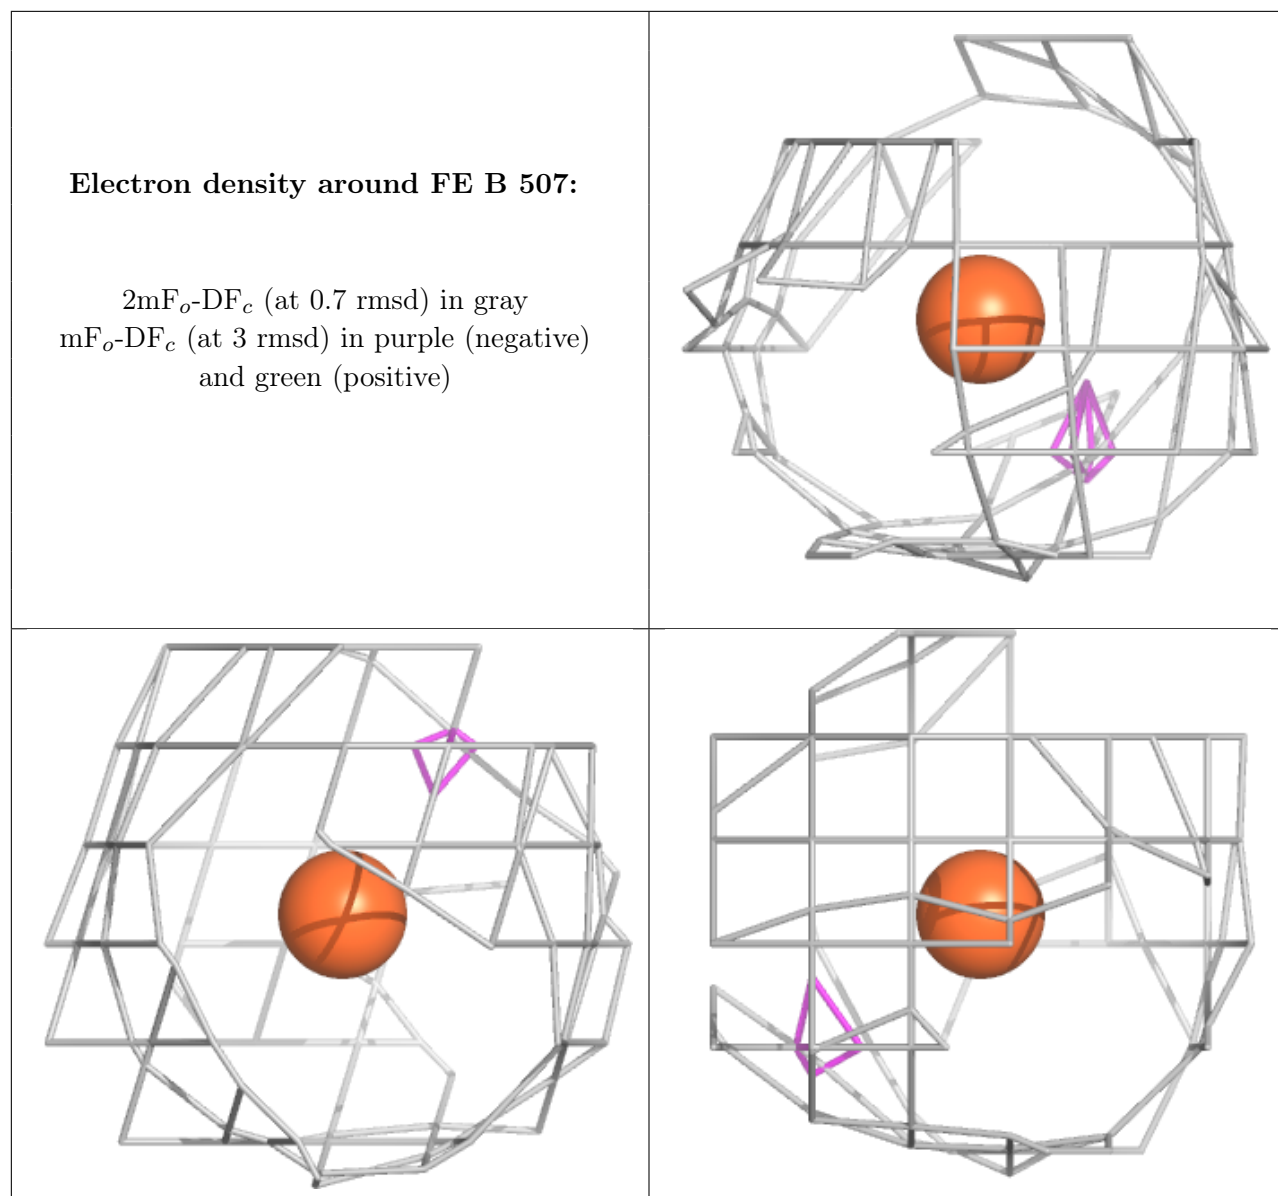 Electron density around FE B 507:
2mFo-DFc (at 0.7 rmsd) in gray
mFo-DFc (at 3 rmsd) in purple (negative)
and green (positive)